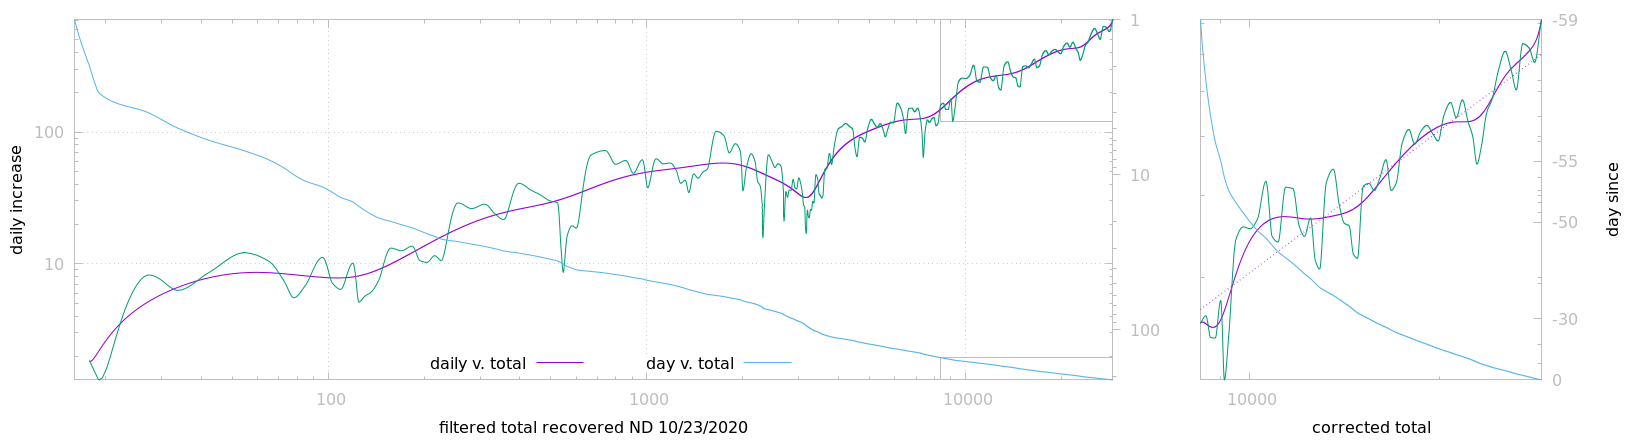 daily increase
100
10
1
10
100
daily v. total
day v. total
100
1000
10000
filtered total recovered ND 10/23/2020
-59
-55
-50
-30
0
day since
10000
corrected total